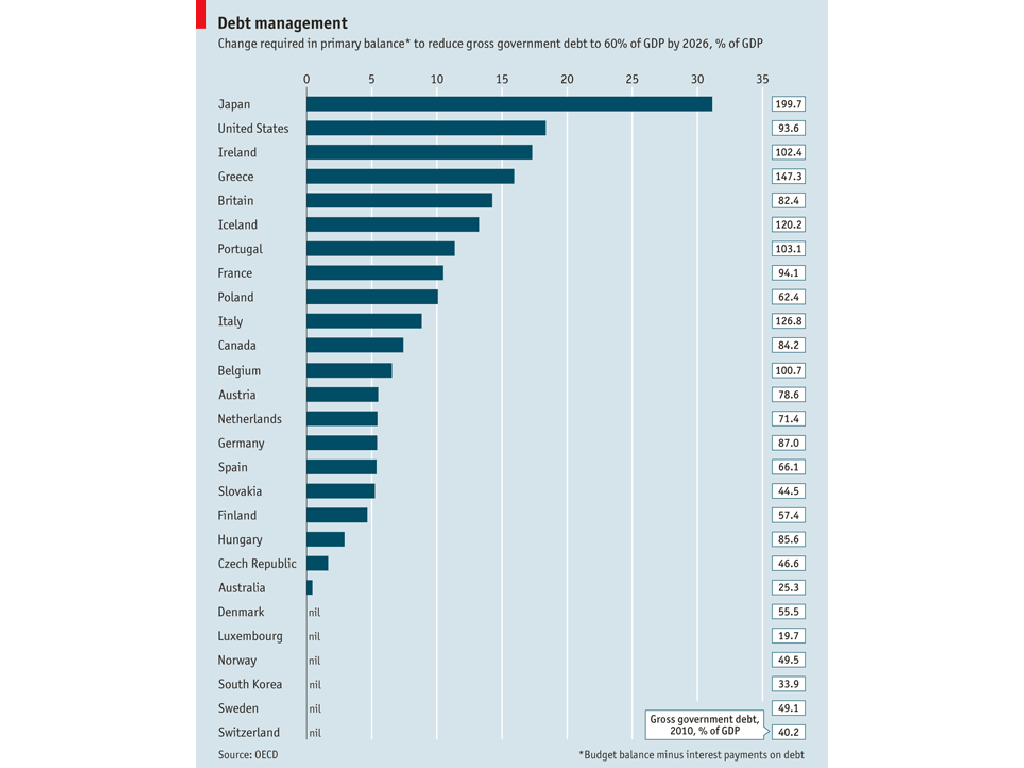 Debt management
Change required in primary balance* to reduce gross government debt to 60% of GDP by 2026, % of GDP
0 5 10 15 20 25 30 35
Japan 199.7
United States 93.6
Ireland 102.4
Greece 147.3
Britain 82.4
Iceland 120.2
Portugal 103.1
France 94.1
Poland 62.4
Italy 126.8
Canada 84.2
Belgium 100.7
Austria 78.6
Netherlands 71.4
Germany 87.0
Spain 66.1
Slovakia 44.5
Finland 57.4
Hungary 85.6
Czech Republic 46.6
Australia 25.3
Denmark nil 55.5
Luxembourg nil 19.7
Norway nil 49.5
South Korea nil 33.9
Sweden nil 49.1
Switzerland nil 40.2
Gross government debt,
2010, % of GDP
Source: OECD
*Budget balance minus interest payments on debt